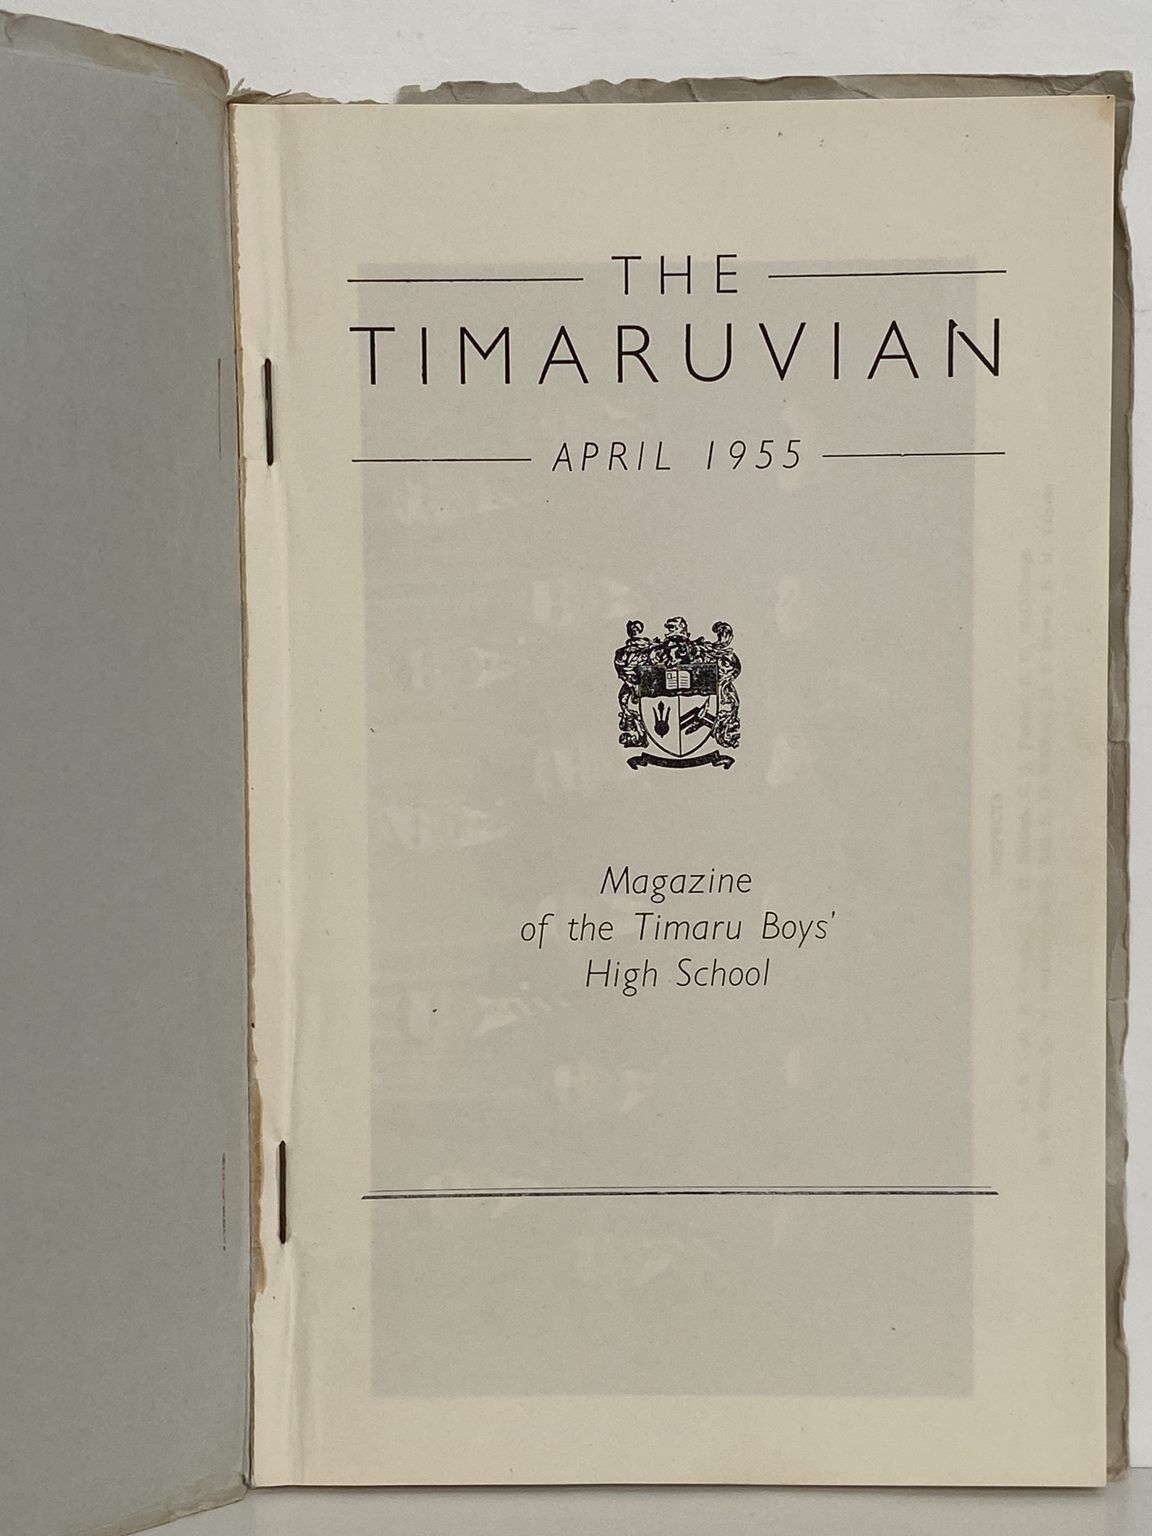 THE
TIMARUVIAN
APRIL 1955
Magazine
of the Timaru Boys'
High School